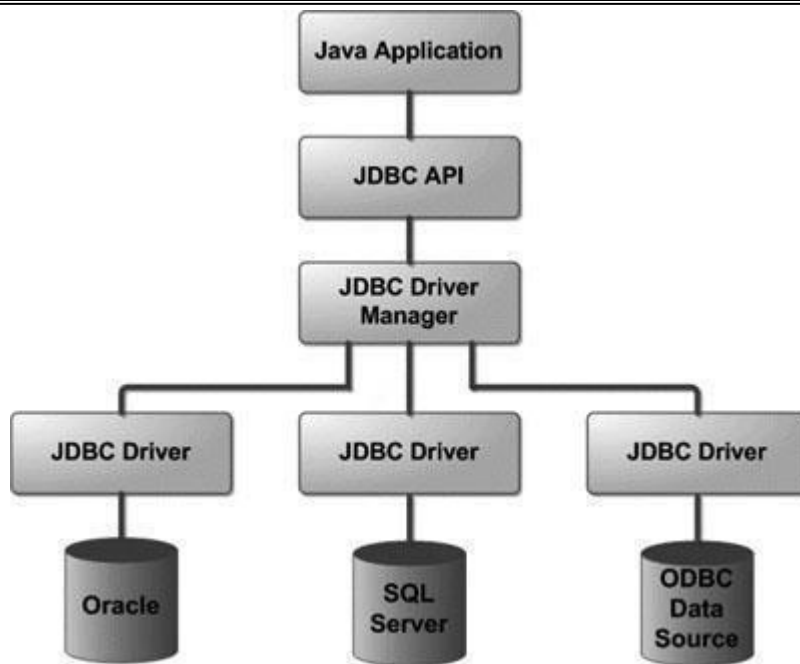 Java Application
JDBC API
JDBC Driver
Manager
JDBC Driver
JDBC Driver
JDBC Driver
Oracle
SQL
Server
ODBC
Data
Source